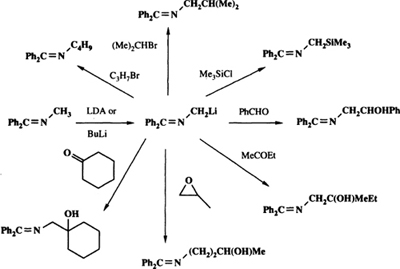 CH₂CH(Me)₂
Ph₂C=N
C₄H₉
Ph₂C=N
(Me)₂CHBr
CH₂SiMe₃
Ph₂C=N
C₃H₇Br
Me₃SiCl
CH₃
Ph₂C=N
LDA or
BuLi
CH₂Li
Ph₂C=N
PhCHO
CH₂CHOHPh
Ph₂C=N
O
MeCOEt
O
OH
Ph₂C=N
CH₂C(OH)MeEt
Ph₂C=N
(CH₂)₂CH(OH)Me
Ph₂C=N